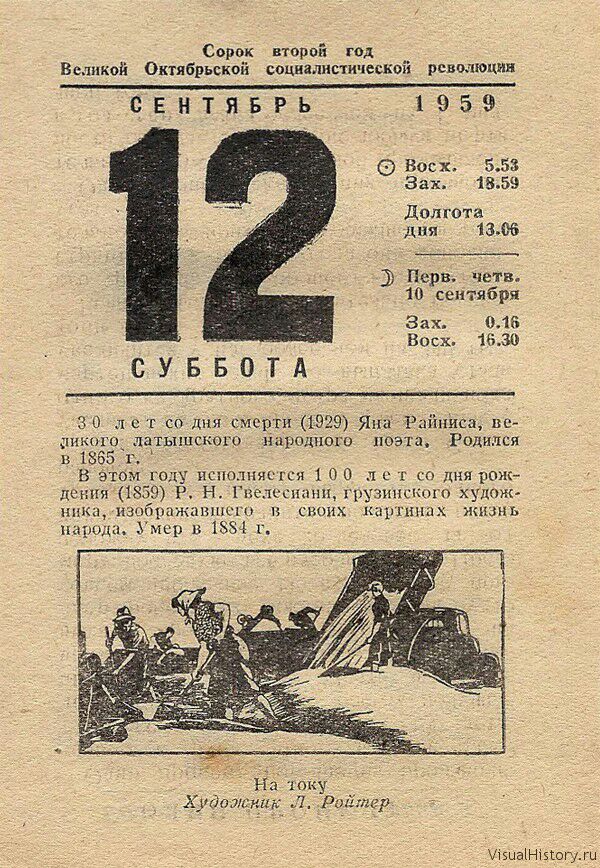 Сорок второй год
Великой Октябрьской социалистической революции
СЕНТЯБРЬ 1959
12
Восх. 5.53
Зах. 18.59
Долгота
дня 13.06
Перв. четв.
10 сентября
Зах. 0.16
Восх. 16.30
СУББОТА
30 лет со дня смерти (1929) Яна Райниса, ве-
ликого латышского народного поэта. Родился
в 1865 г.
В этом году исполняется 100 лет со дня рож-
дения (1859) Р. Н. Гвелесиани, грузинского худож-
ника, изображавшего в своих картинах жизнь
народа. Умер в 1884 г.
На току
Художник Л. Ройтер
VisualHistory.ru